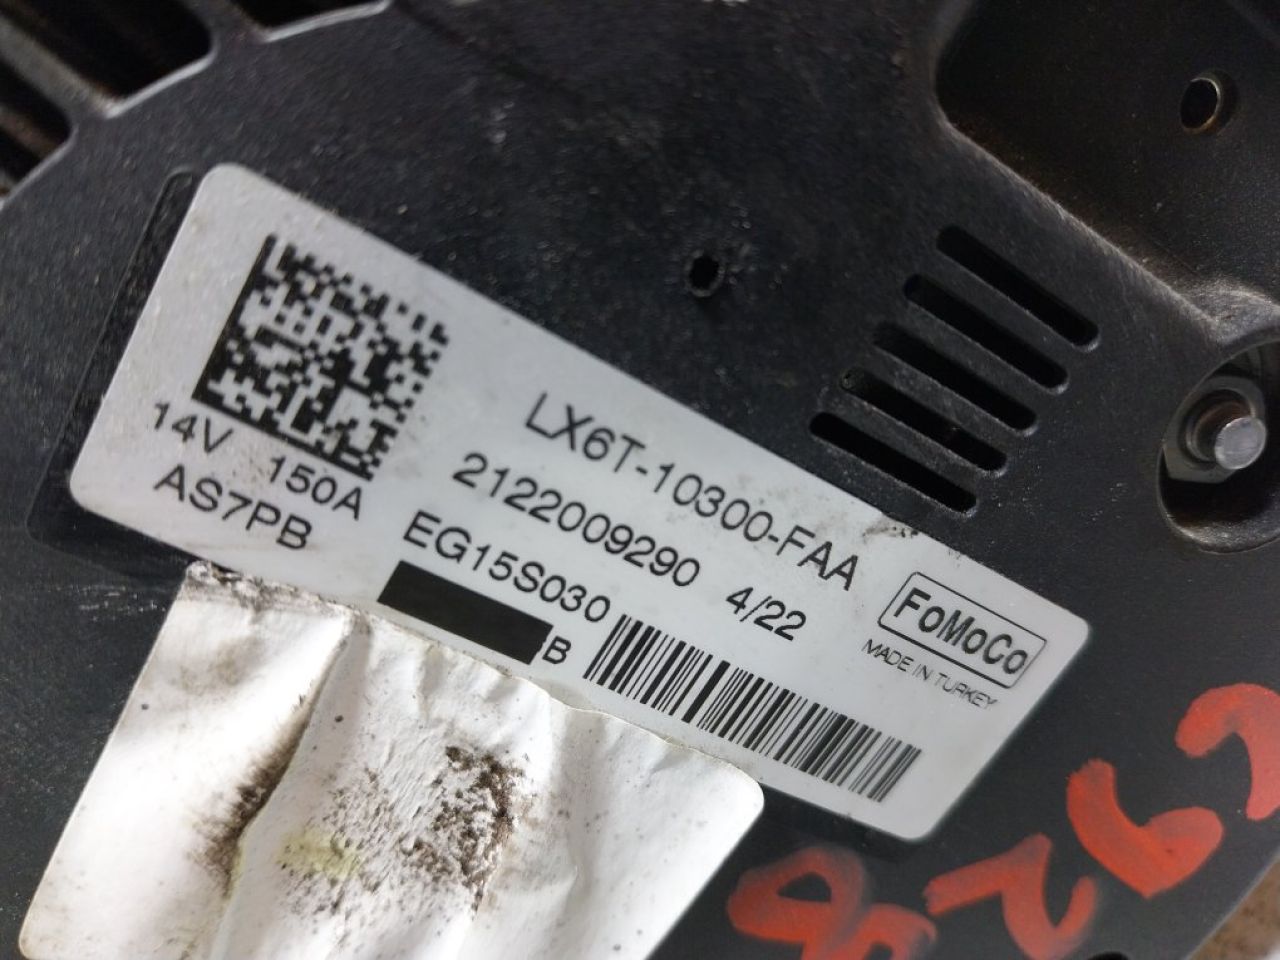 LX6T-10300-FAA
2122009290 4/22
14V 150A
AS7PB
EG15S030
B
FoMoCo
MADE IN TURKEY